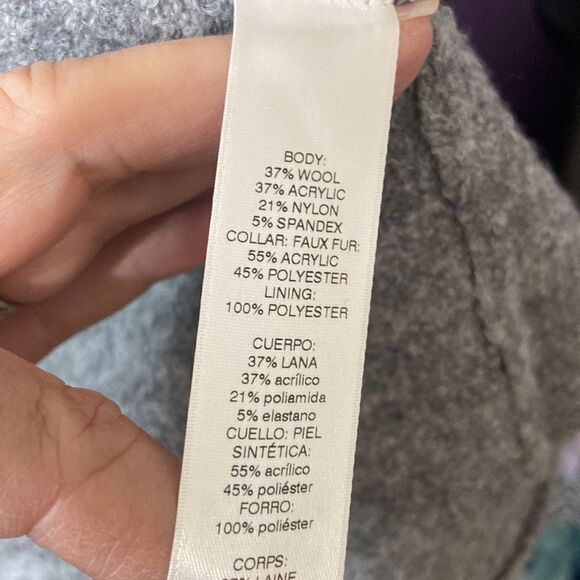 BODY:
37% WOOL
37% ACRYLIC
21% NYLON
5% SPANDEX
COLLAR: FAUX FUR:
55% ACRYLIC
45% POLYESTER
LINING:
100% POLYESTER
CUERPO:
37% LANA
37% acrílico
21% poliamida
5% elastano
CUELLO: PIEL
SINTÉTICA:
55% acrílico
45% poliéster
FORRO:
100% poliéster
CORPS:
37% LAINE